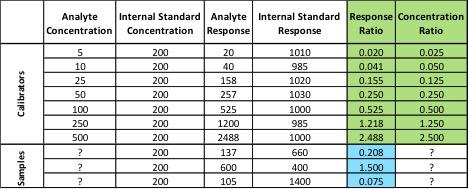 Analyte Concentration Internal Standard Concentration Analyte Response Internal Standard Response Response Ratio Concentration Ratio
Calibrators
5 200 20 1010 0.020 0.025
10 200 40 985 0.041 0.050
25 200 158 1020 0.155 0.125
50 200 257 1030 0.250 0.250
100 200 525 1000 0.525 0.500
250 200 1200 985 1.218 1.250
500 200 2488 1000 2.488 2.500
Samples
? 200 137 660 0.208 ?
? 200 600 400 1.500 ?
? 200 105 1400 0.075 ?